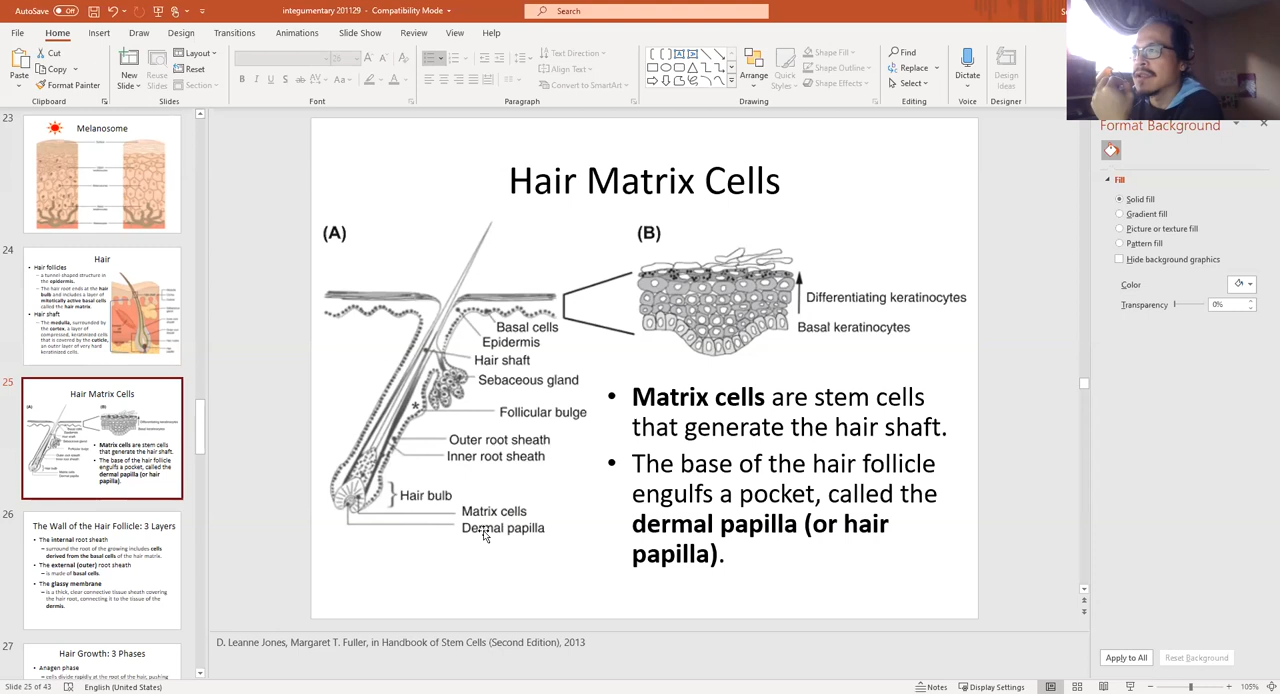 AutoSave Off
integumentary 201129 - Compatibility Mode
Search
File Home Insert Draw Design Transitions Animations Slide Show Review View Help
Paste
Cut
Copy
Format Painter
Clipboard
New
Slide
Reuse
Slides
Layout
Reset
Section
Slides
Font
Text Direction
Align Text
Convert to SmartArt
Paragraph
Arrange
Quick
Styles
Shape Fill
Shape Outline
Shape Effects
Drawing
Find
Replace
Select
Editing
Dictate
Voice
Design
Ideas
Designer
23
Melanosome
24
Hair
Hair follicles
a tunnel shaped structure in
the epidermis.
The hair root ends at the hair
bulb and includes a layer of
mitotically active basal cells
called the hair matrix.
Hair shaft
The medulla, surrounded by
the cortex, a layer of
compressed, keratinized cells
that is covered by the cuticle,
an outer layer of very hard
keratinized cells.
25
Hair Matrix Cells
Matrix cells are stem cells
that generate the hair shaft.
The base of the hair follicle
engulfs a pocket, called the
dermal papilla (or hair
papilla).
26
The Wall of the Hair Follicle: 3 Layers
The internal root sheath
surround the root of the growing includes cells
derived from the basal cells of the hair matrix.
The external (outer) root sheath
is made of basal cells.
The glassy membrane
is a thick, clear connective tissue sheath covering
the hair root, connecting it to the tissue of the
dermis.
27
Hair Growth: 3 Phases
Anagen phase
cells divide rapidly at the root of the hair, pushing
Hair Matrix Cells
(A)
(B)
Differentiating keratinocytes
Basal keratinocytes
Basal cells
Epidermis
Hair shaft
Sebaceous gland
*
Follicular bulge
Outer root sheath
Inner root sheath
Hair bulb
Matrix cells
Dermal papilla
• Matrix cells are stem cells
that generate the hair shaft.
• The base of the hair follicle
engulfs a pocket, called the
dermal papilla (or hair
papilla).
D. Leanne Jones, Margaret T. Fuller, in Handbook of Stem Cells (Second Edition), 2013
Format Background
Fill
Solid fill
Gradient fill
Picture or texture fill
Pattern fill
Hide background graphics
Color
Transparency
0%
Apply to All
Reset Background
Slide 25 of 43
English (United States)
Notes
Display Settings
105%